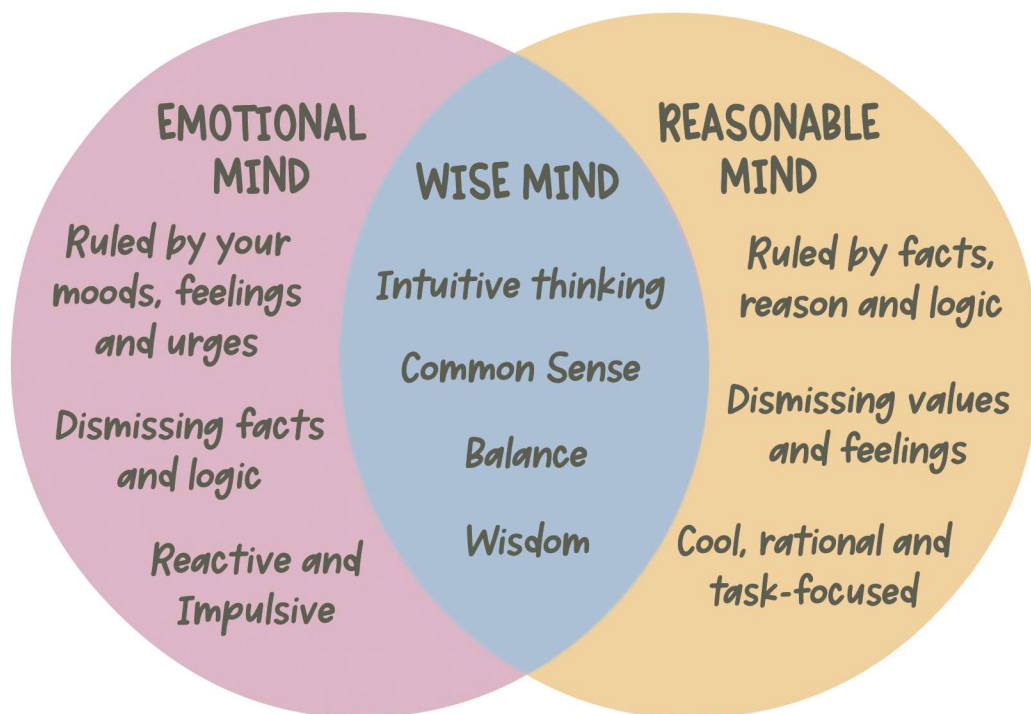 EMOTIONAL
MIND
Ruled by your
moods, feelings
and urges
Dismissing facts
and logic
Reactive and
Impulsive
WISE MIND
Intuitive thinking
Common Sense
Balance
Wisdom
REASONABLE
MIND
Ruled by facts,
reason and logic
Dismissing values
and feelings
Cool, rational and
task-focused